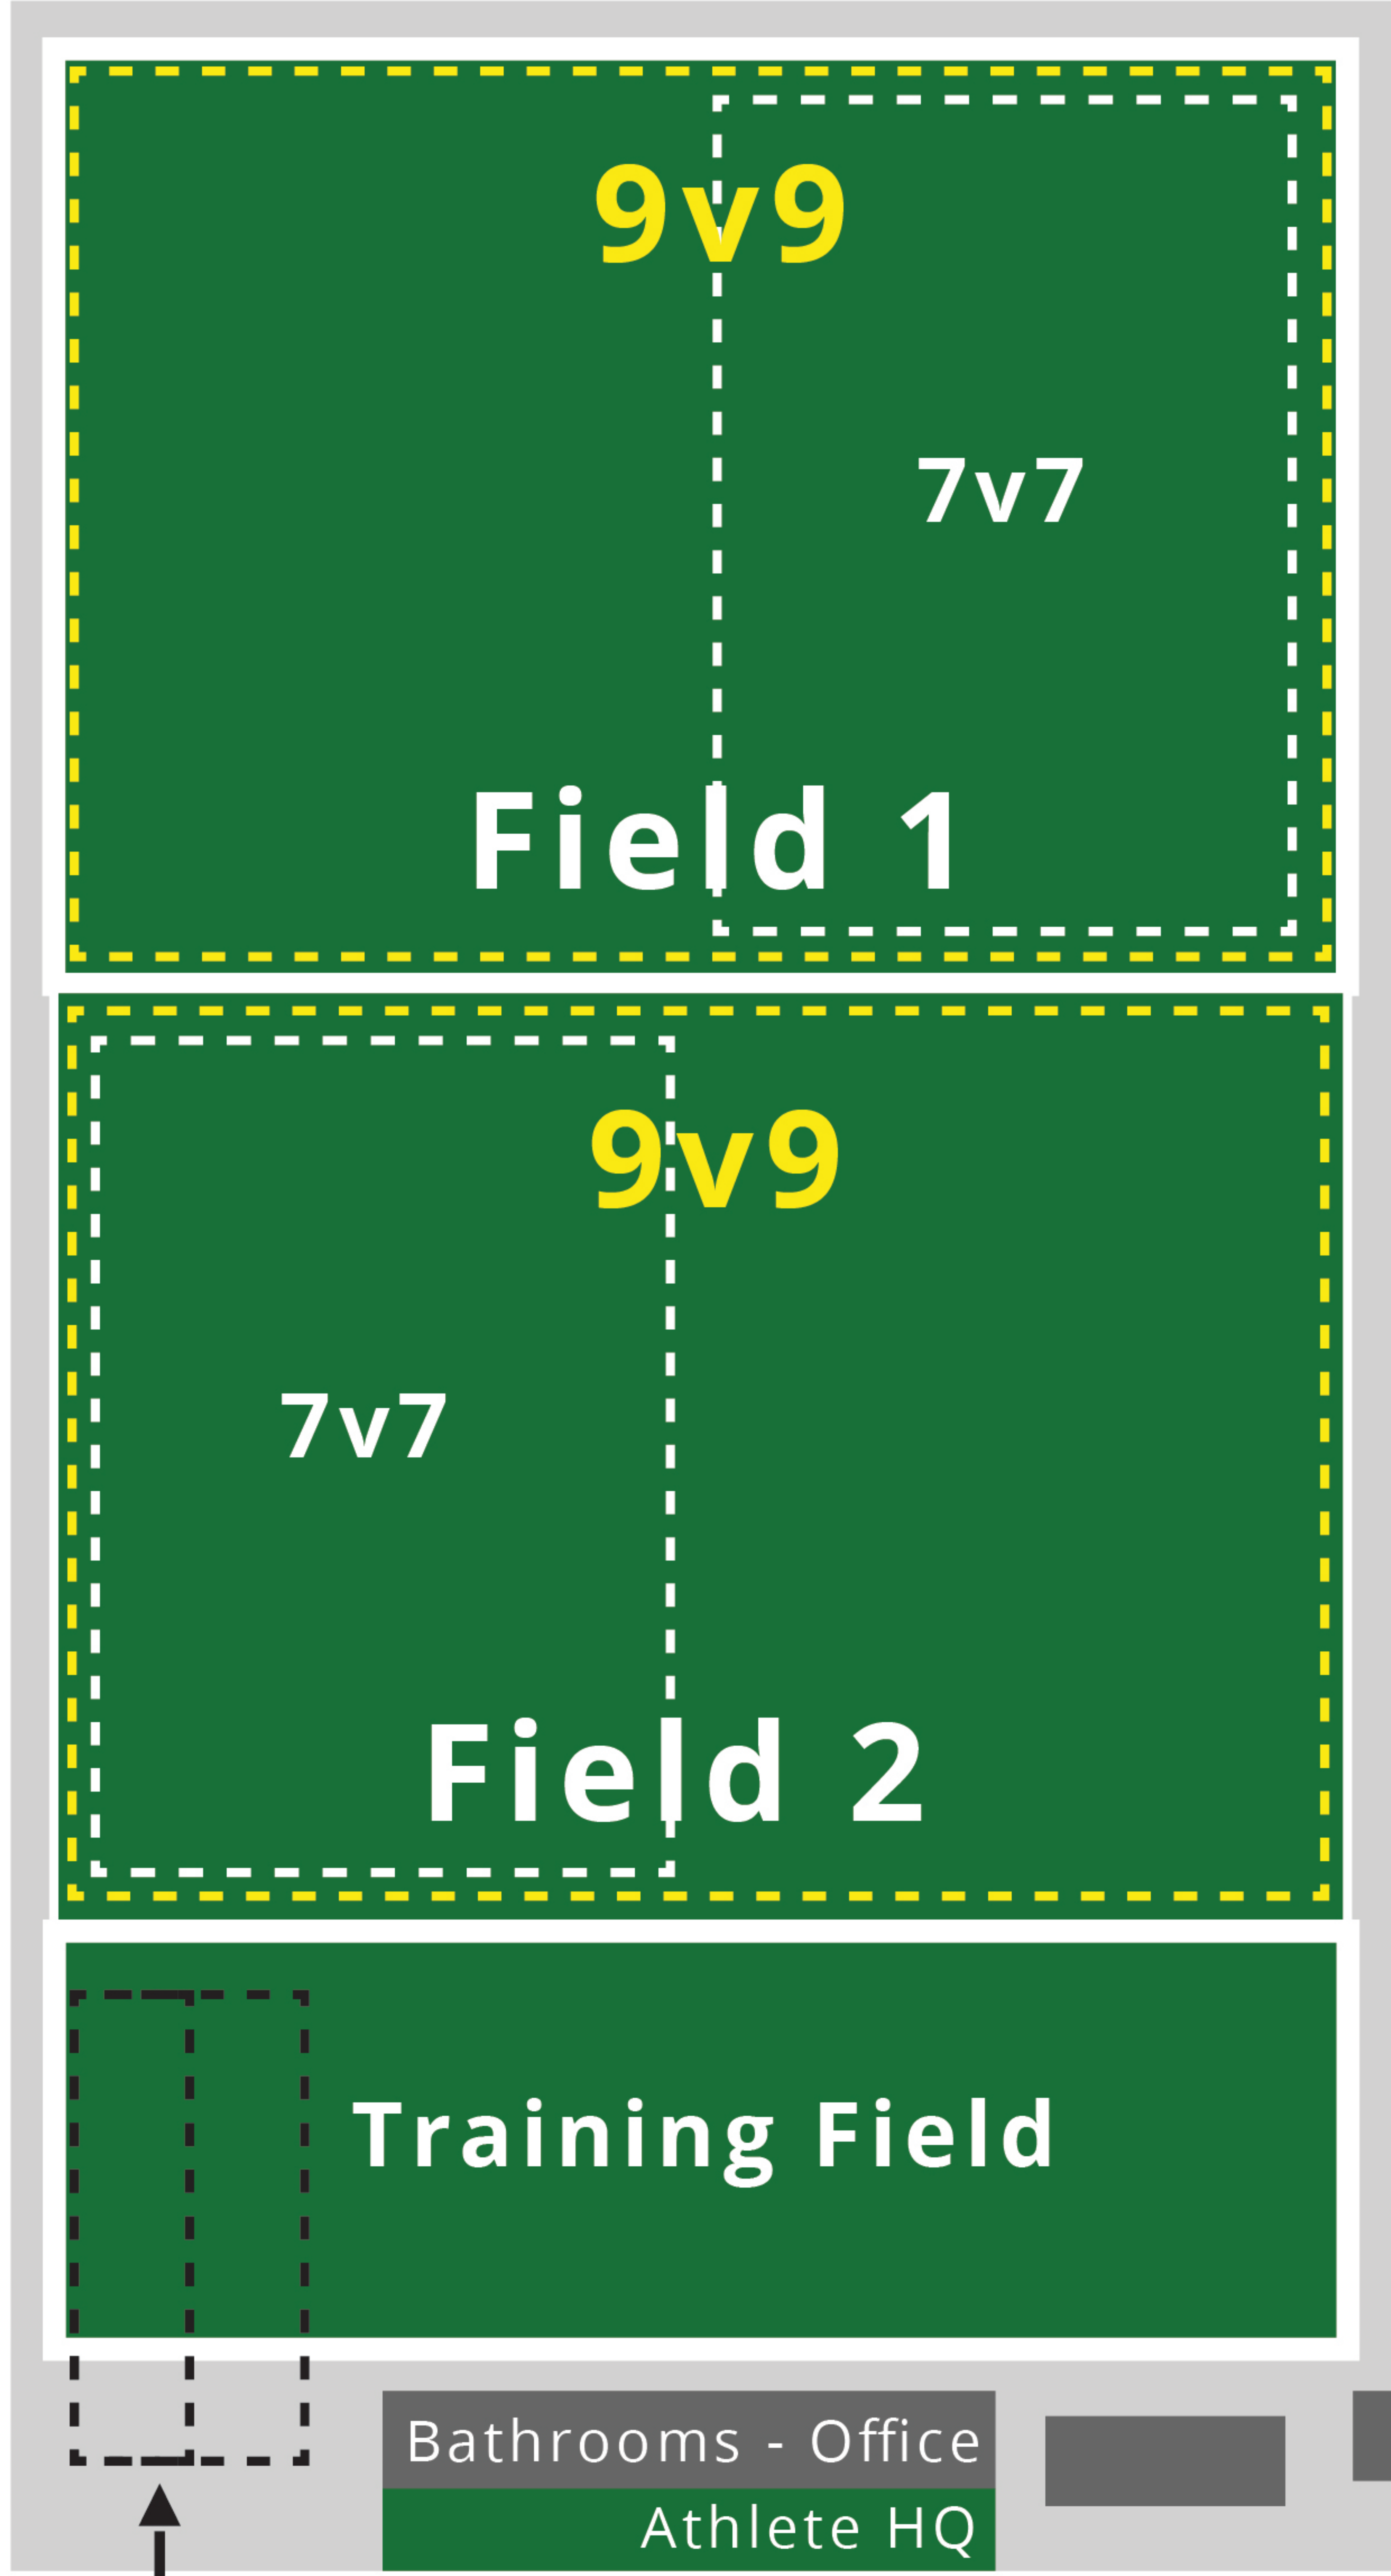 9v9
7v7
Field 1
9v9
7v7
Field 2
Training Field
Bathrooms - Office
Athlete HQ